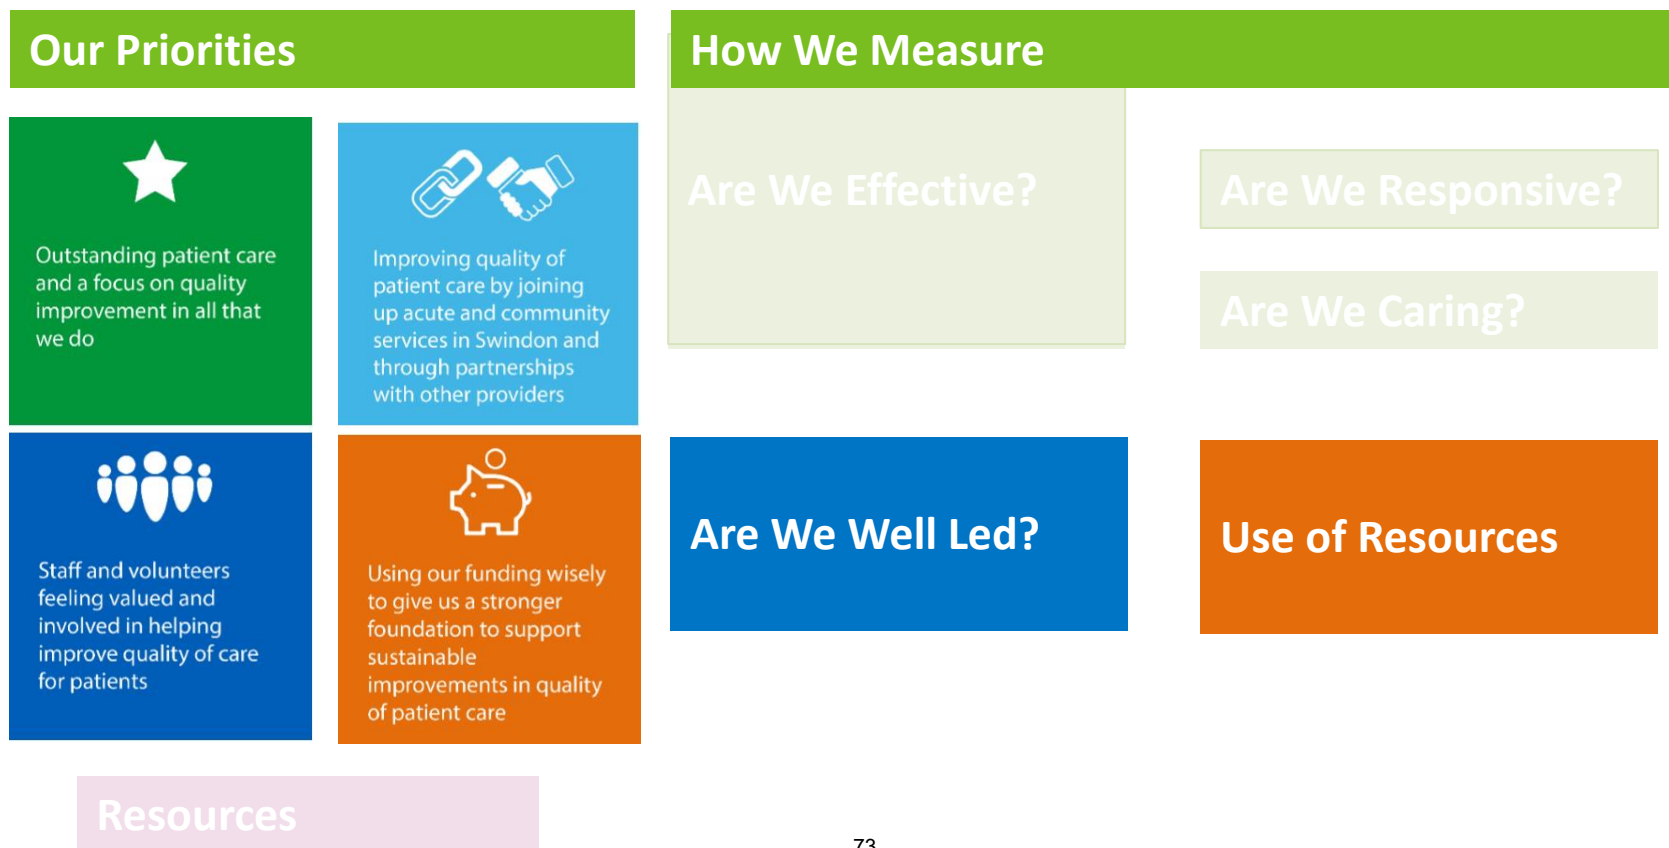 Our Priorities
How We Measure
Outstanding patient care
and a focus on quality
improvement in all that
we do
Improving quality of
patient care by joining
up acute and community
services in Swindon and
through partnerships
with other providers
Are We Effective?
Are We Responsive?
Are We Caring?
Staff and volunteers
feeling valued and
involved in helping
improve quality of care
for patients
Using our funding wisely
to give us a stronger
foundation to support
sustainable
improvements in quality
of patient care
Are We Well Led?
Use of Resources
Resources
73